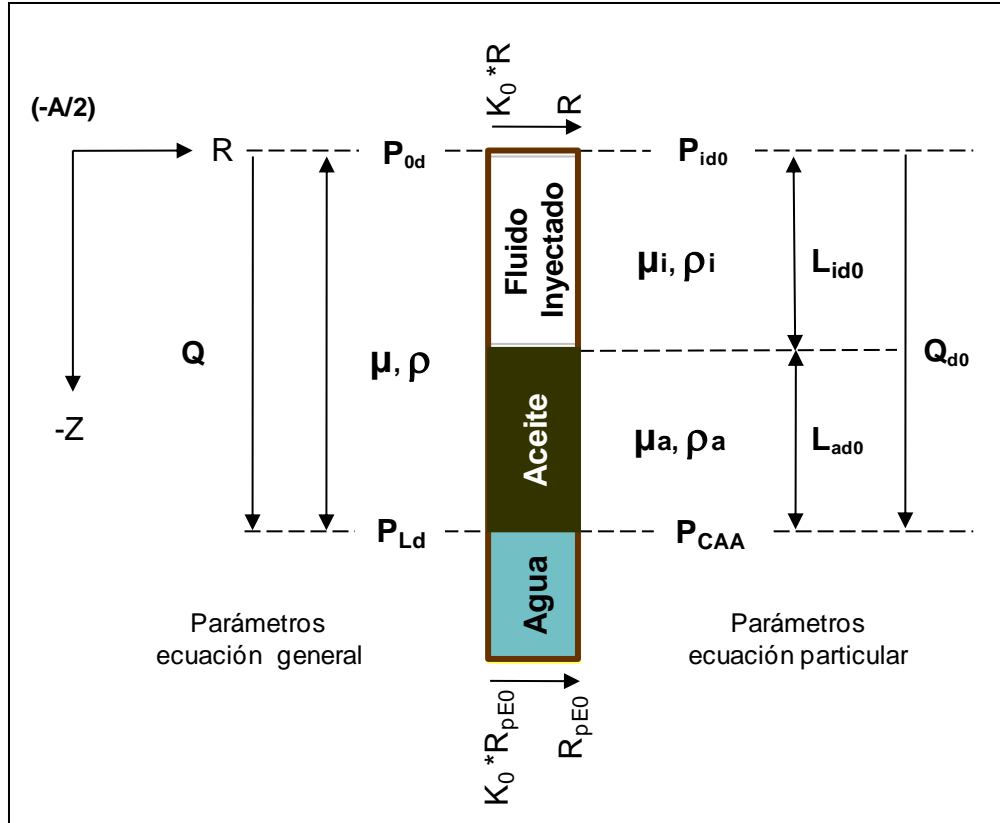 K₀ *R
R
(-A/2)
R
P₀d
Pid0
Fluido
Inyectado
µi, ρi
Lid0
Q
µ, ρ
Qd0
-Z
Aceite
µa, ρa
Lad0
PLd
PCAA
Agua
Parámetros
ecuación general
Parámetros
ecuación particular
K₀ *RpE0
RpE0